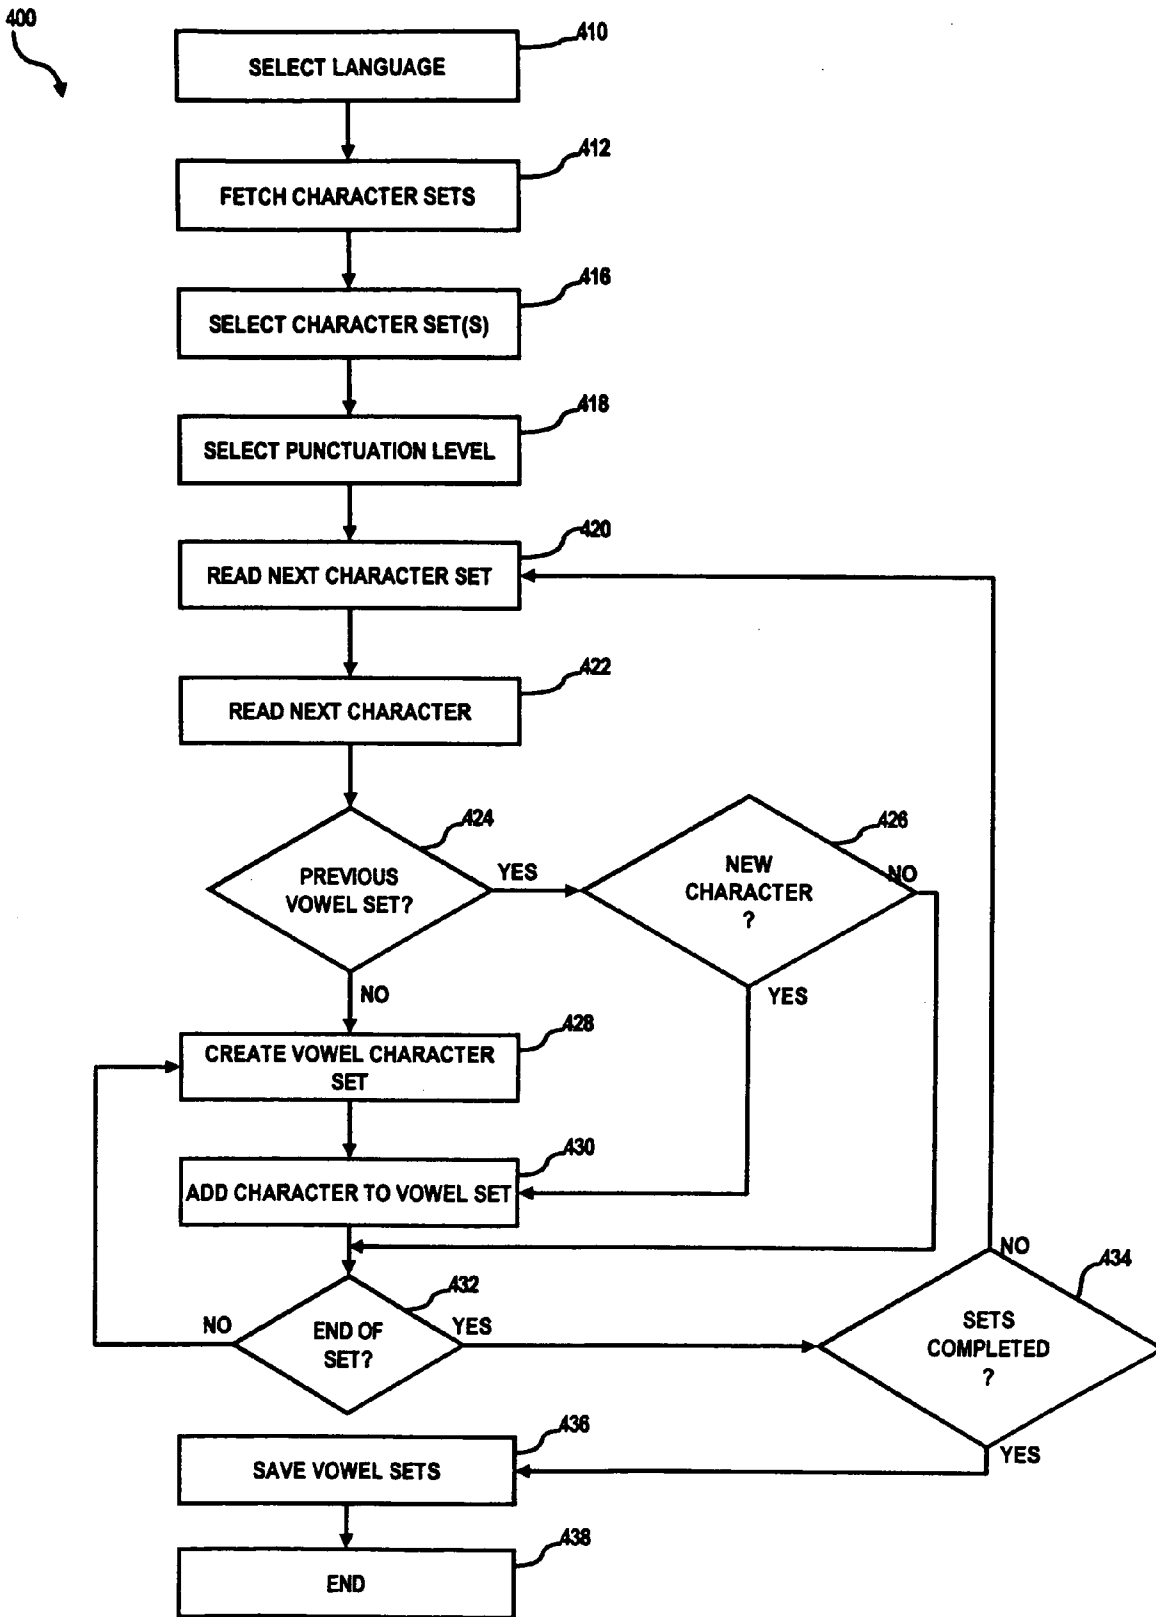 400
410
SELECT LANGUAGE
412
FETCH CHARACTER SETS
416
SELECT CHARACTER SET(S)
418
SELECT PUNCTUATION LEVEL
420
READ NEXT CHARACTER SET
422
READ NEXT CHARACTER
424
PREVIOUS
VOWEL SET?
YES
NO
426
NEW
CHARACTER
?
NO
YES
428
CREATE VOWEL CHARACTER
SET
430
ADD CHARACTER TO VOWEL SET
432
END OF
SET?
NO
YES
434
SETS
COMPLETED
?
NO
YES
436
SAVE VOWEL SETS
438
END